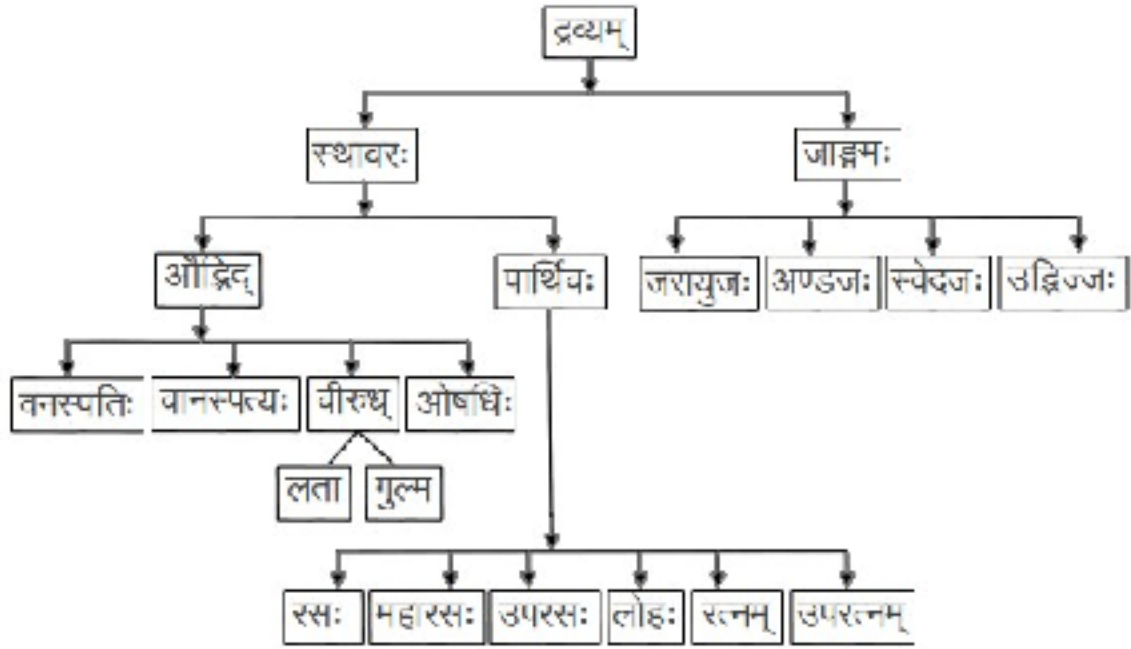 द्रव्यम्
स्थावरः जाङ्गमः
औद्भिद् पार्थिवः जरायुजः अण्डजः स्वेदजः उद्भिज्जः
वनस्पतिः वानस्पत्यः वीरुध् ओषधिः
लता गुल्म
रसः महारसः उपरसः लोहः रत्नम् उपरत्नम्